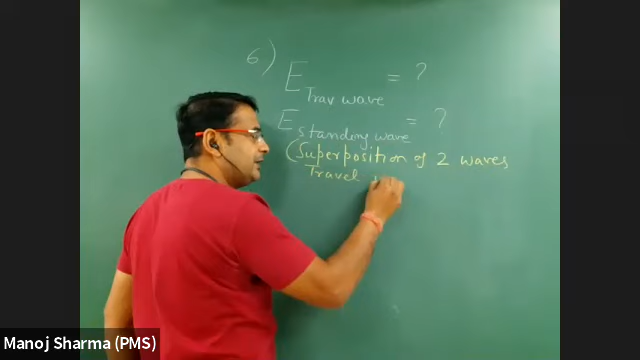 6)
E Trav wave = ?
E standing wave = ?
(Superposition of 2 waves,
Travel
Manoj Sharma (PMS)